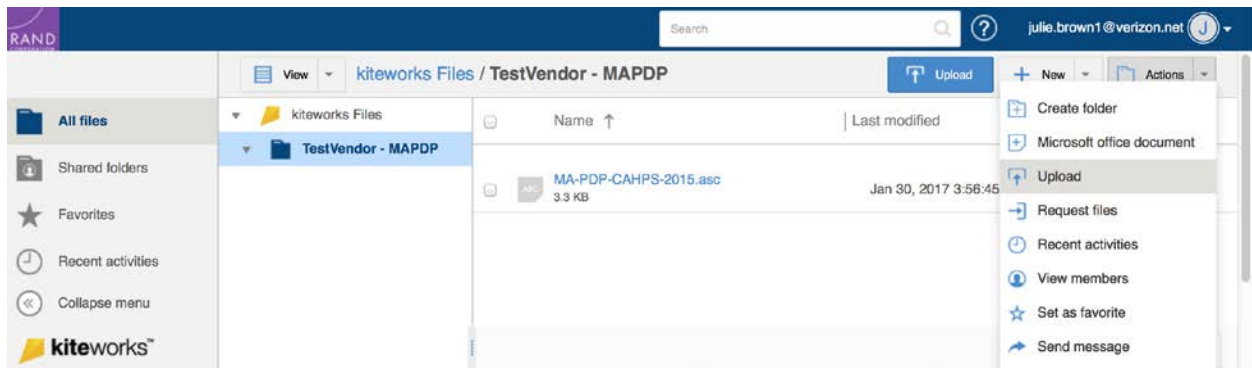 RAND
Search
?
julie.brown1@verizon.net J
View
kiteworks Files / TestVendor - MAPDP
Upload
New
Actions
All files
Shared folders
Favorites
Recent activities
Collapse menu
kiteworks™
kiteworks Files
TestVendor - MAPDP
Name ↑
Last modified
ABC
MA-PDP-CAHPS-2015.asc
3.3 KB
Jan 30, 2017 3:56:45
Create folder
Microsoft office document
Upload
Request files
Recent activities
View members
Set as favorite
Send message